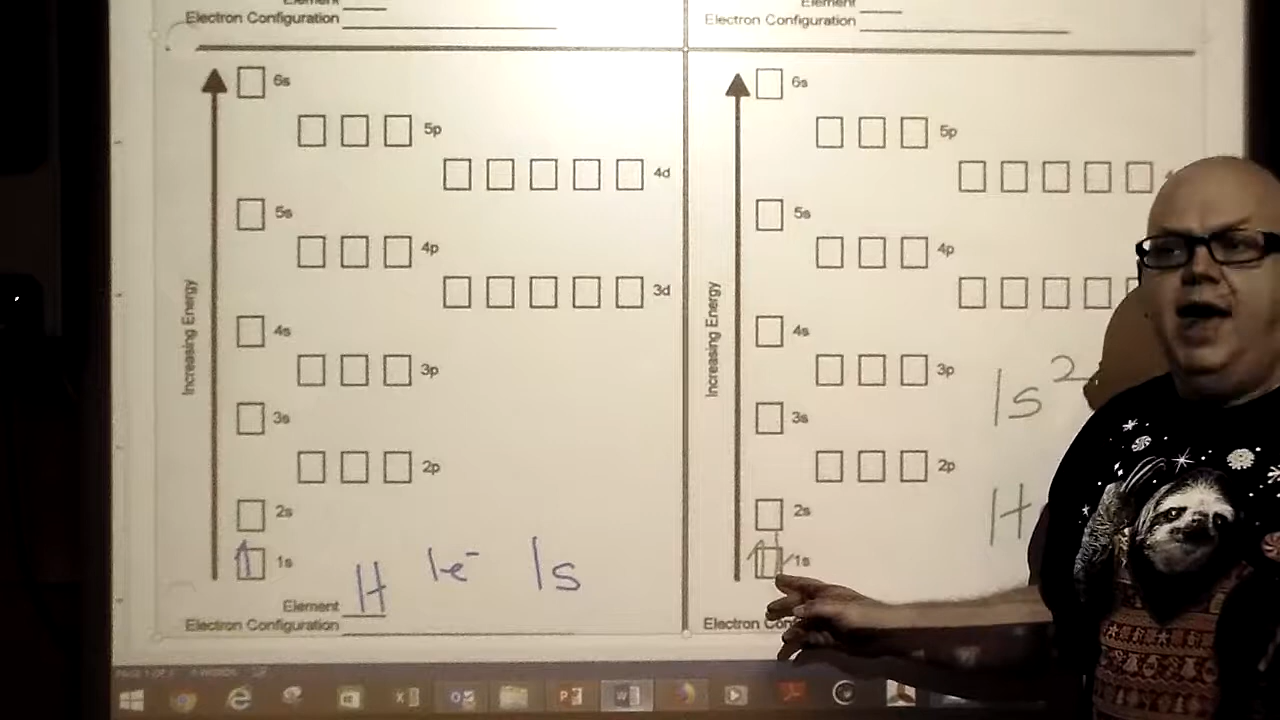 Element
Electron Configuration
6s
5p
4d
5s
4p
3d
4s
3p
3s
2p
2s
1s
Increasing Energy
H 1e⁻ 1s
Element
Electron Configuration
Element
Electron Configuration
6s
5p
5s
4p
4s
3p
1s²
3s
2p
2s
H
1s
Increasing Energy
Electron Con